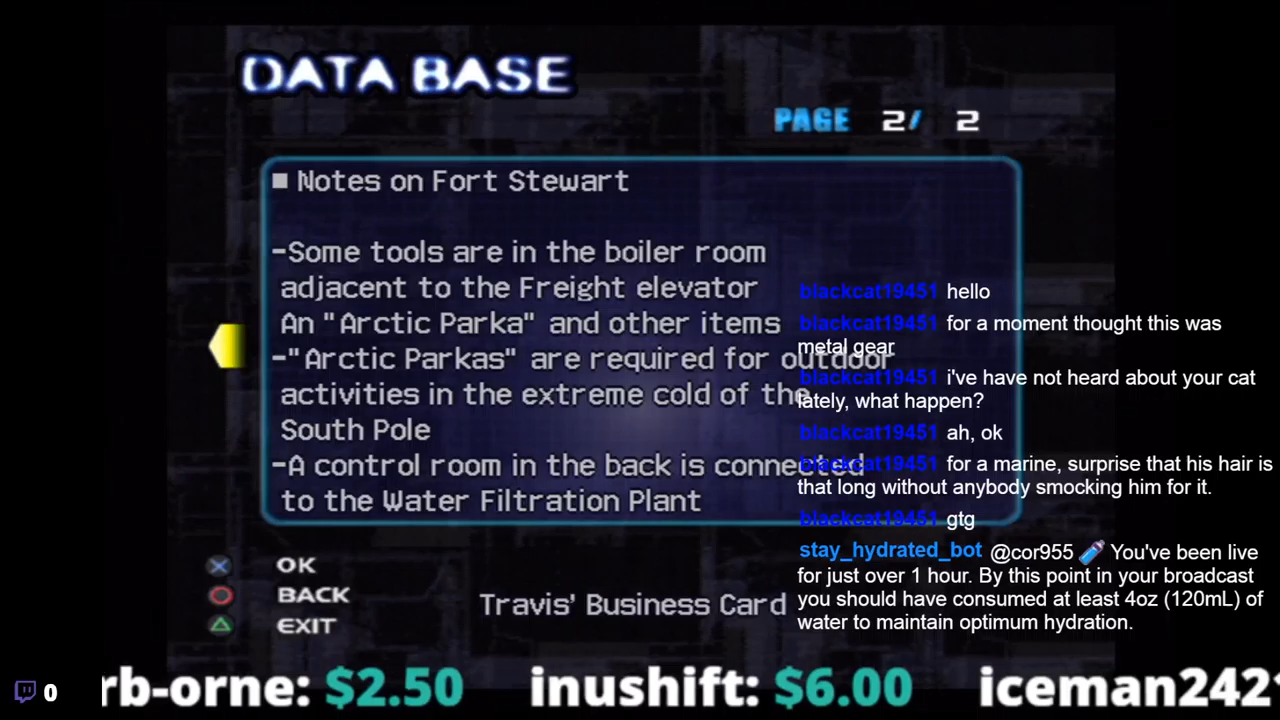 DATA BASE
PAGE 2/ 2
■ Notes on Fort Stewart
-Some tools are in the boiler room
adjacent to the Freight elevator
An "Arctic Parka" and other items
-"Arctic Parkas" are required for outdoor
activities in the extreme cold of the
South Pole
-A control room in the back is connected
to the Water Filtration Plant
OK
BACK
EXIT
Travis' Business Card
blackcat19451 hello
blackcat19451 for a moment thought this was
metal gear
blackcat19451 i've have not heard about your cat
lately, what happen?
blackcat19451 ah, ok
blackcat19451 for a marine, surprise that his hair is
that long without anybody smocking him for it.
blackcat19451 gtg
stay_hydrated_bot @cor955 You've been live
for just over 1 hour. By this point in your broadcast
you should have consumed at least 4oz (120mL) of
water to maintain optimum hydration.
0 rb-orne: $2.50 inushift: $6.00 iceman242